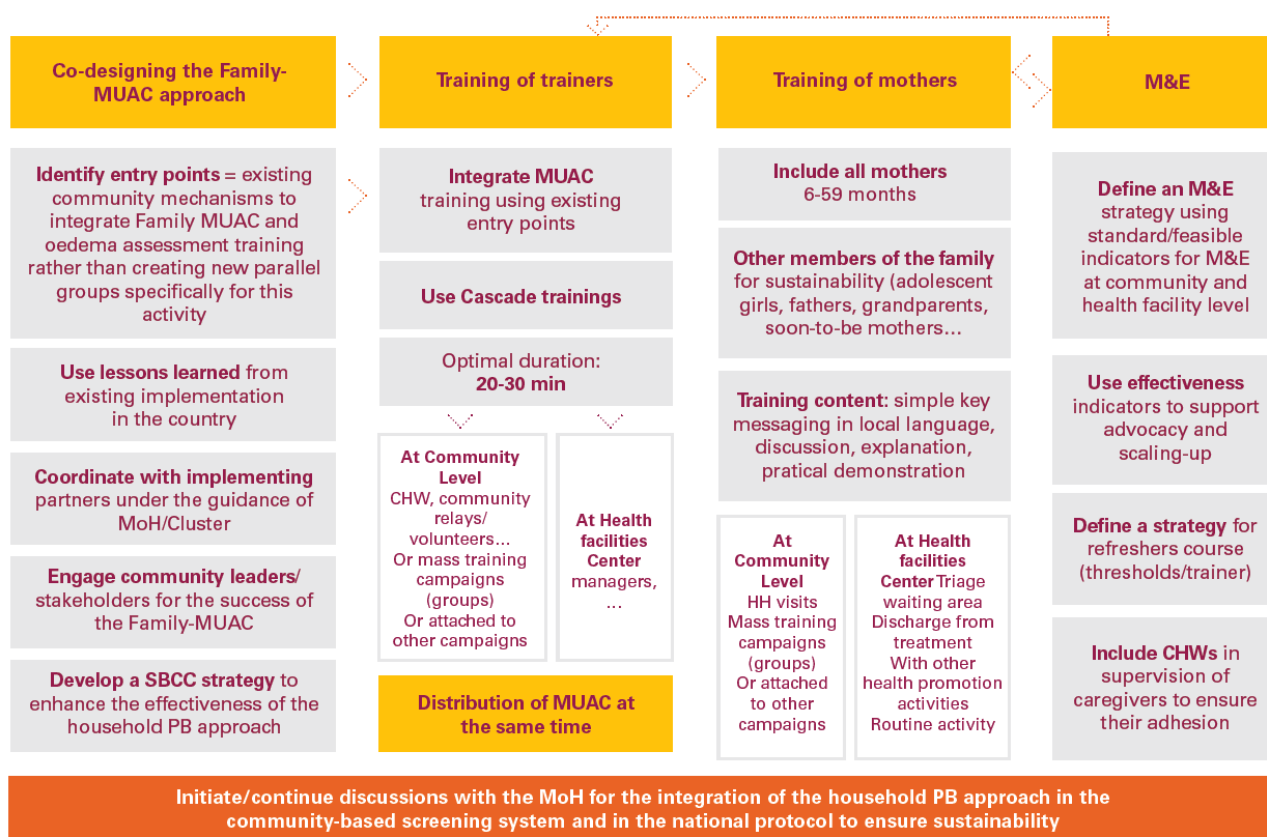 Co-designing the Family-
MUAC approach
Identify entry points = existing
community mechanisms to
integrate Family MUAC and
oedema assessment training
rather than creating new parallel
groups specifically for this
activity
Use lessons learned from
existing implementation
in the country
Coordinate with implementing
partners under the guidance of
MoH/Cluster
Engage community leaders/
stakeholders for the success of
the Family-MUAC
Develop a SBCC strategy to
enhance the effectiveness of the
household PB approach
Training of trainers
Integrate MUAC
training using existing
entry points
Use Cascade trainings
Optimal duration:
20-30 min
At Community
Level
CHW, community
relays/
volunteers...
Or mass training
campaigns
(groups)
Or attached to
other campaigns
At Health
facilities
Center
managers,
...
Distribution of MUAC at
the same time
Training of mothers
Include all mothers
6-59 months
Other members of the family
for sustainability (adolescent
girls, fathers, grandparents,
soon-to-be mothers...
Training content: simple key
messaging in local language,
discussion, explanation,
pratical demonstration
At
Community
Level
HH visits
Mass training
campaigns
(groups)
Or attached
to other
campaigns
At Health
facilities
Center Triage
waiting area
Discharge from
treatment
With other
health promotion
activities
Routine activity
M&E
Define an M&E
strategy using
standard/feasible
indicators for M&E
at community and
health facility level
Use effectiveness
indicators to support
advocacy and
scaling-up
Define a strategy for
refreshers course
(thresholds/trainer)
Include CHWs in
supervision of
caregivers to ensure
their adhesion
Initiate/continue discussions with the MoH for the integration of the household PB approach in the
community-based screening system and in the national protocol to ensure sustainability